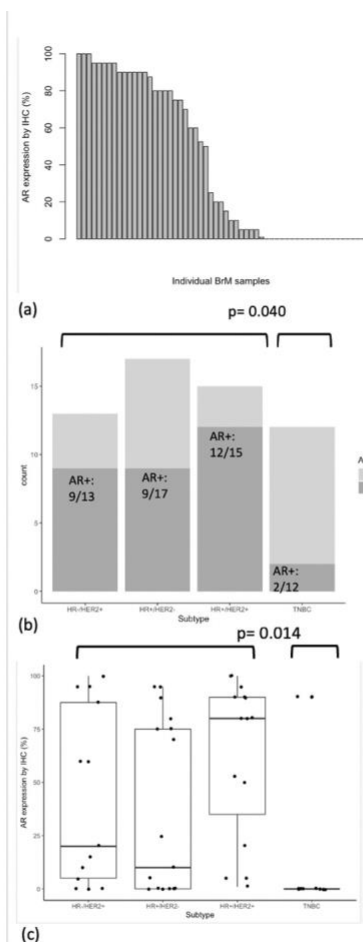 AR expression by IHC (%)
0 20 40 60 80 100
Individual BrM samples
(a)
p= 0.040
count
15
10
5
0
AR+:
9/13
AR+:
9/17
AR+:
12/15
AR+:
2/12
A
HR-/HER2+ HR+/HER2- HR+/HER2+ TNBC
Subtype
(b)
p= 0.014
AR expression by IHC (%)
100
75
50
25
0
HR-/HER2+ HR+/HER2- HR+/HER2+ TNBC
Subtype
(c)